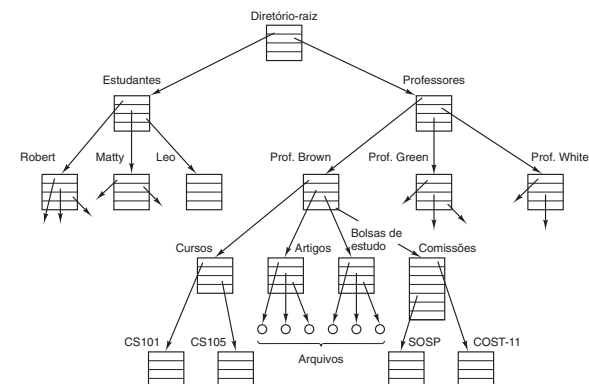 Diretório-raiz
Estudantes
Professores
Robert
Matty
Leo
Prof. Brown
Prof. Green
Prof. White
Cursos
Artigos
Bolsas de
estudo
Comissões
CS101
CS105
Arquivos
SOSP
COST-11